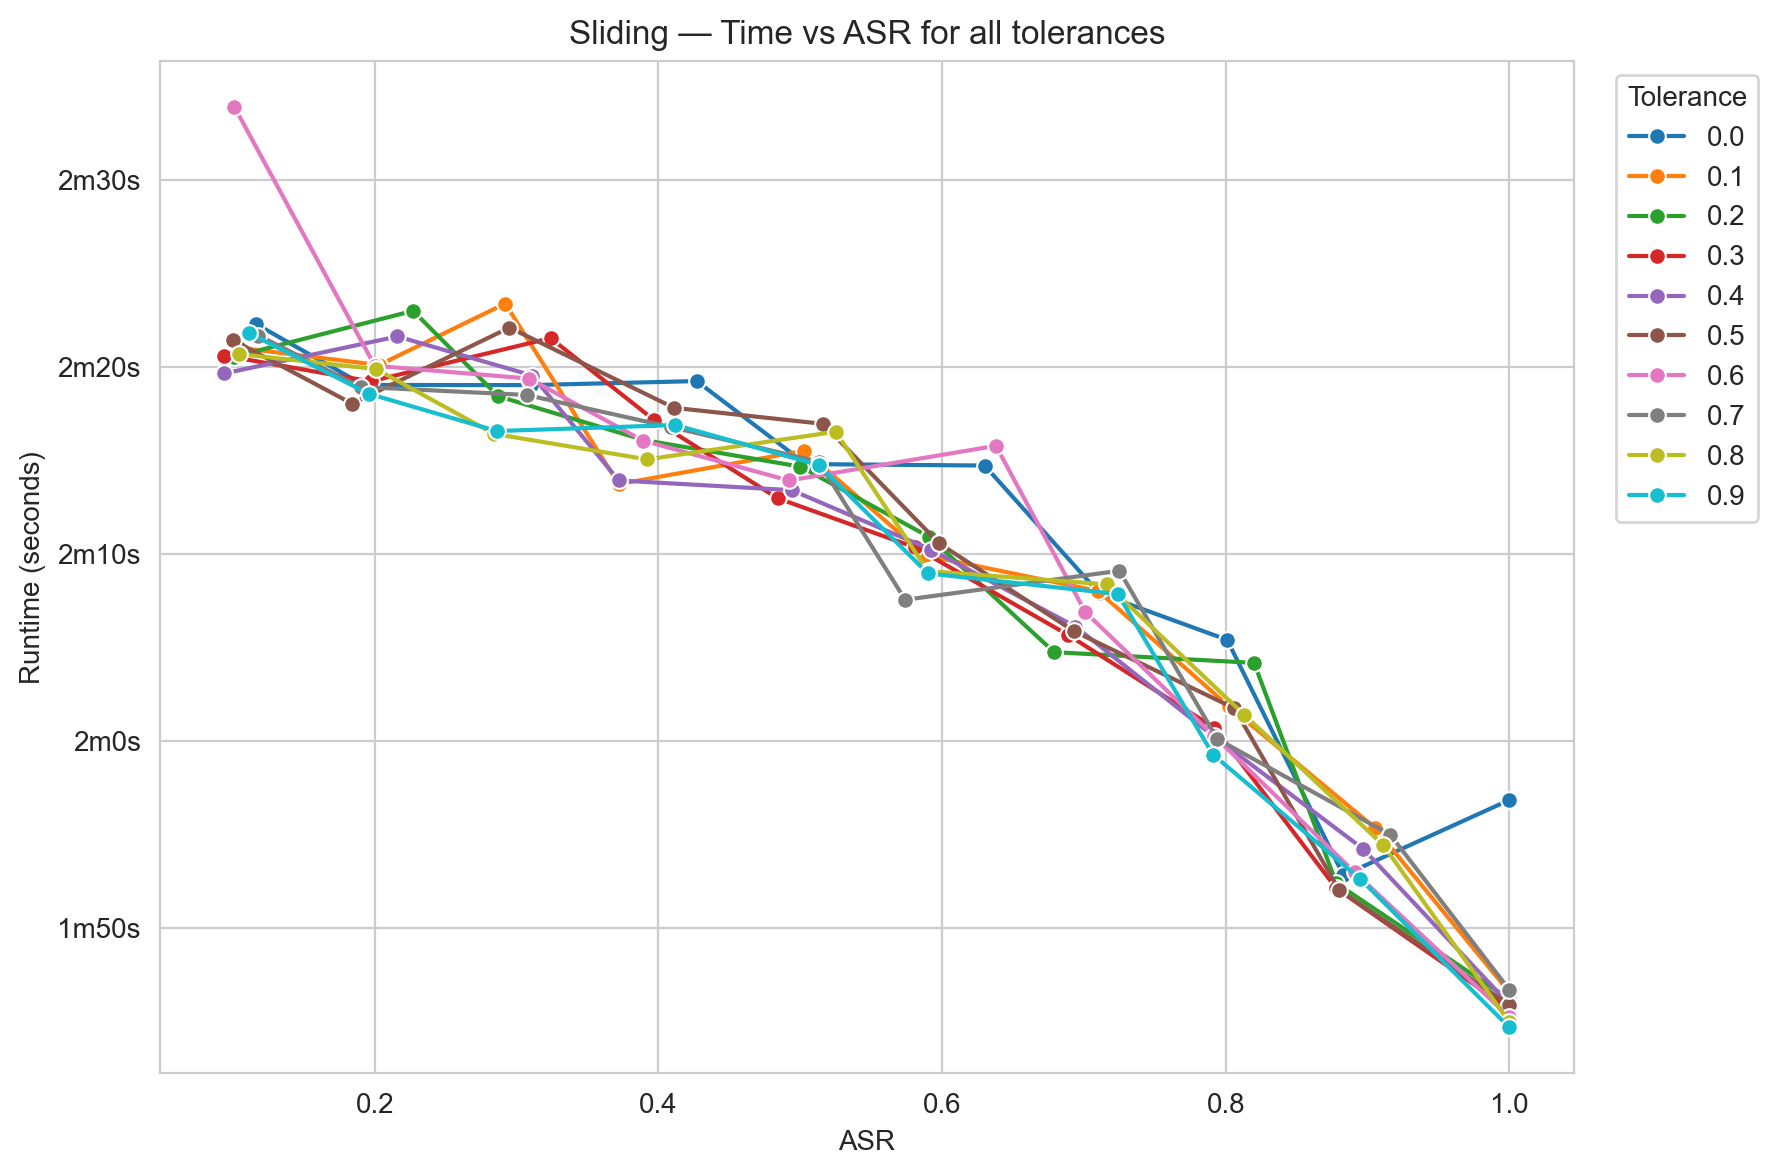 Sliding — Time vs ASR for all tolerances
Runtime (seconds)
2m30s
2m20s
2m10s
2m0s
1m50s
0.2
0.4
0.6
0.8
1.0
ASR
Tolerance
0.0
0.1
0.2
0.3
0.4
0.5
0.6
0.7
0.8
0.9